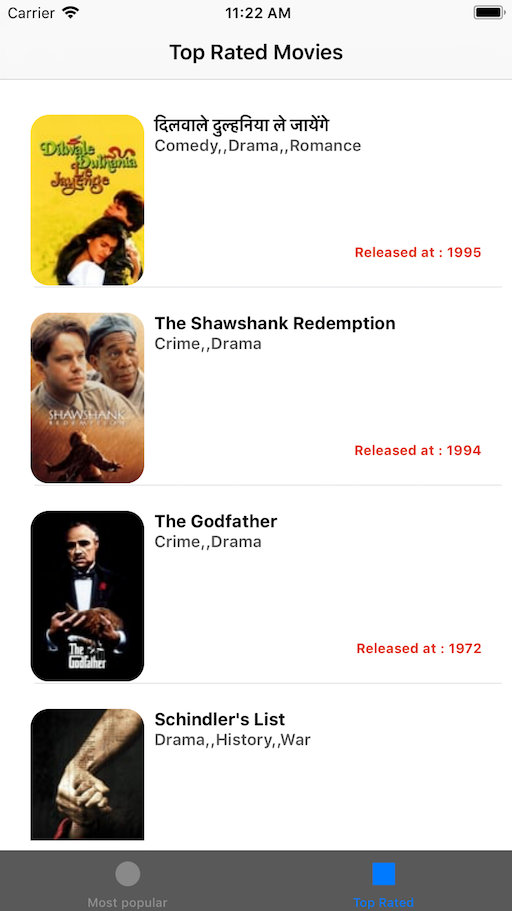 Carrier 11:22 AM
Top Rated Movies
दिलवाले दुल्हनिया ले जायेंगे
Comedy,,Drama,,Romance
Dilwale
Dulhania
Le
Jayenge
Released at : 1995
The Shawshank Redemption
Crime,,Drama
SHAWSHANK
REDEMPTION
Released at : 1994
The Godfather
Crime,,Drama
The
Godfather
Released at : 1972
Schindler's List
Drama,,History,,War
Most popular
Top Rated